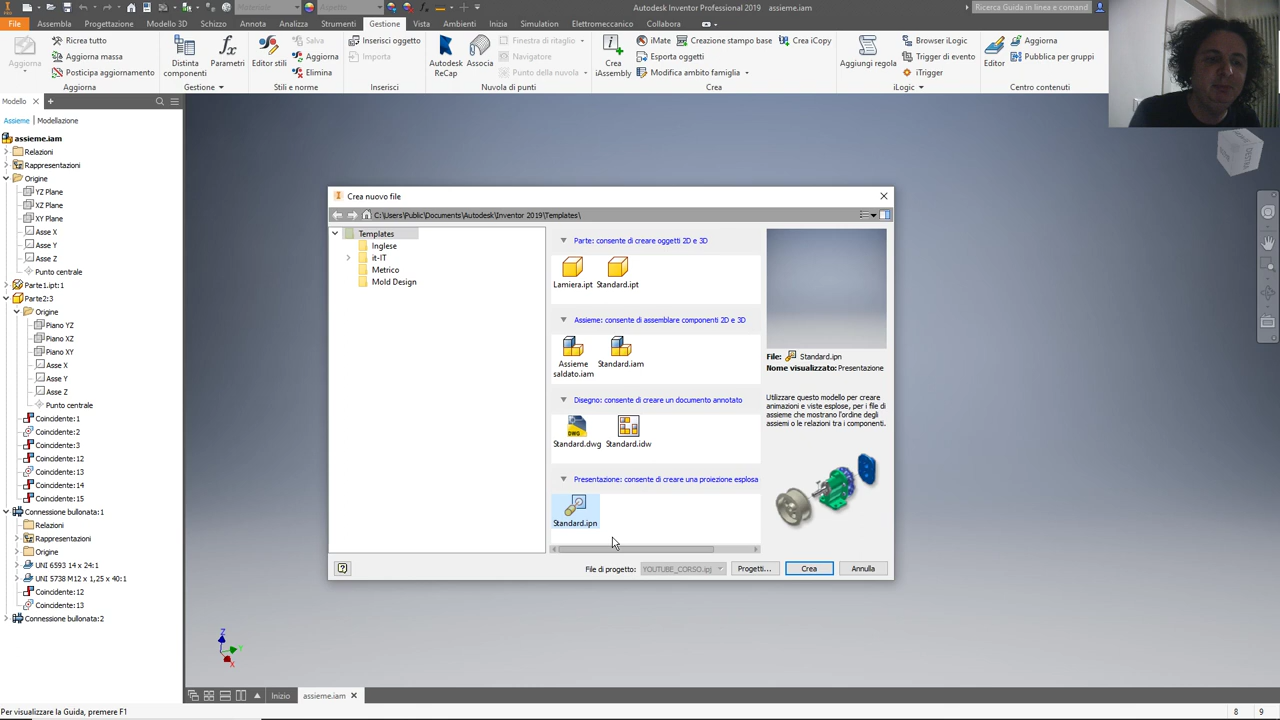 Materiale
Aspetto
Autodesk Inventor Professional 2019 assieme.iam
Ricerca Guida in linea e comand
File Assembla Progettazione Modello 3D Schizzo Annota Analizza Strumenti Gestione Vista Ambienti Inizia Simulation Elettromeccanico Collabora
Aggiorna
Ricrea tutto
Aggiorna massa
Posticipa aggiornamento
Aggiorna
Distanza componenti
Parametri
Gestione
Editor stili
Salva
Aggiorna
Elimina
Stili e norme
Inserisci oggetto
Importa
Inserisci
Autodesk ReCap
Associa
Finestra di ritaglio
Navigatore
Punto della nuvola
Nuvola di punti
Crea iAssembly
iMate
Esporta oggetti
Modifica ambito famiglia
Creazione stampo base
Crea iCopy
Crea
Aggiungi regola
Browser iLogic
Trigger di evento
iTrigger
iLogic
Editor
Aggiorna
Pubblica per gruppi
Centro contenuti
Modello
Assieme Modellazione
assieme.iam
Relazioni
Rappresentazioni
Origine
YZ Plane
XZ Plane
XY Plane
Asse X
Asse Y
Asse Z
Punto centrale
Parte1.ipt:1
Parte2:3
Origine
Piano YZ
Piano XZ
Piano XY
Asse X
Asse Y
Asse Z
Punto centrale
Coincidente:1
Coincidente:2
Coincidente:3
Coincidente:12
Coincidente:13
Coincidente:14
Coincidente:15
Connessione bullonata:1
Relazioni
Rappresentazioni
Origine
UNI 6593 14 x 24:1
UNI 5738 M12 x 1,25 x 40:1
Coincidente:12
Coincidente:13
Connessione bullonata:2
Crea nuovo file
C:\Users\Public\Documents\Autodesk\Inventor 2019\Templates\
Templates
Inglese
it-IT
Metrico
Mold Design
Parte: consente di creare oggetti 2D e 3D
Lamiera.ipt Standard.ipt
Assieme: consente di assemblare componenti 2D e 3D
Assieme saldato.iam
Standard.iam
Disegno: consente di creare un documento annotato
Standard.dwg Standard.idw
Presentazione: consente di creare una proiezione esplosa
Standard.ipn
File: Standard.ipn
Nome visualizzato: Presentazione
Utilizzare questo modello per creare
animazioni e viste esplose, per i file di
assieme che mostrano l'ordine degli
assiemi o le relazioni tra i componenti.
File di progetto: YOUTUBE_CORSO.ipj Progetti... Crea Annulla
Z
Y
X
Inizio assieme.iam
Per visualizzare la Guida, premere F1
8 9